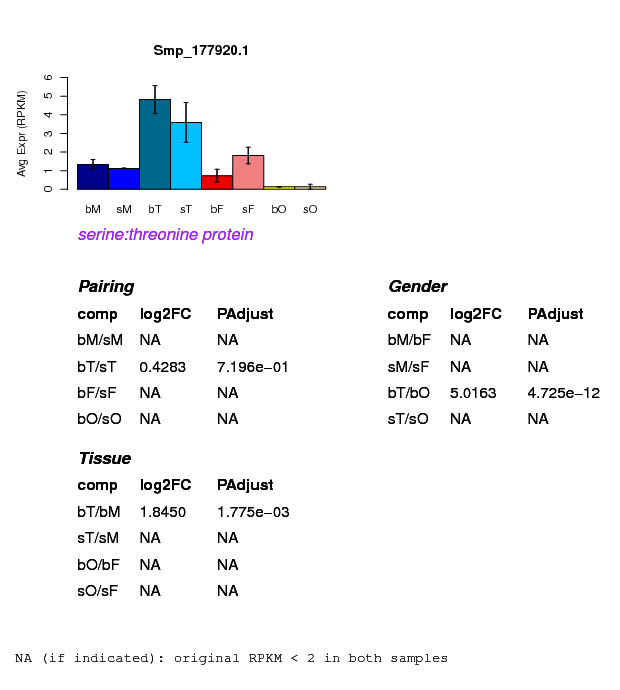 Smp_177920.1
Avg Expr (RPKM)
6
5
4
3
2
1
0
bM sM bT sT bF sF bO sO
serine:threonine protein
Pairing
comp log2FC PAdjust
bM/sM NA NA
bT/sT 0.4283 7.196e−01
bF/sF NA NA
bO/sO NA NA
Gender
comp log2FC PAdjust
bM/bF NA NA
sM/sF NA NA
bT/bO 5.0163 4.725e−12
sT/sO NA NA
Tissue
comp log2FC PAdjust
bT/bM 1.8450 1.775e−03
sT/sM NA NA
bO/bF NA NA
sO/sF NA NA
NA (if indicated): original RPKM < 2 in both samples